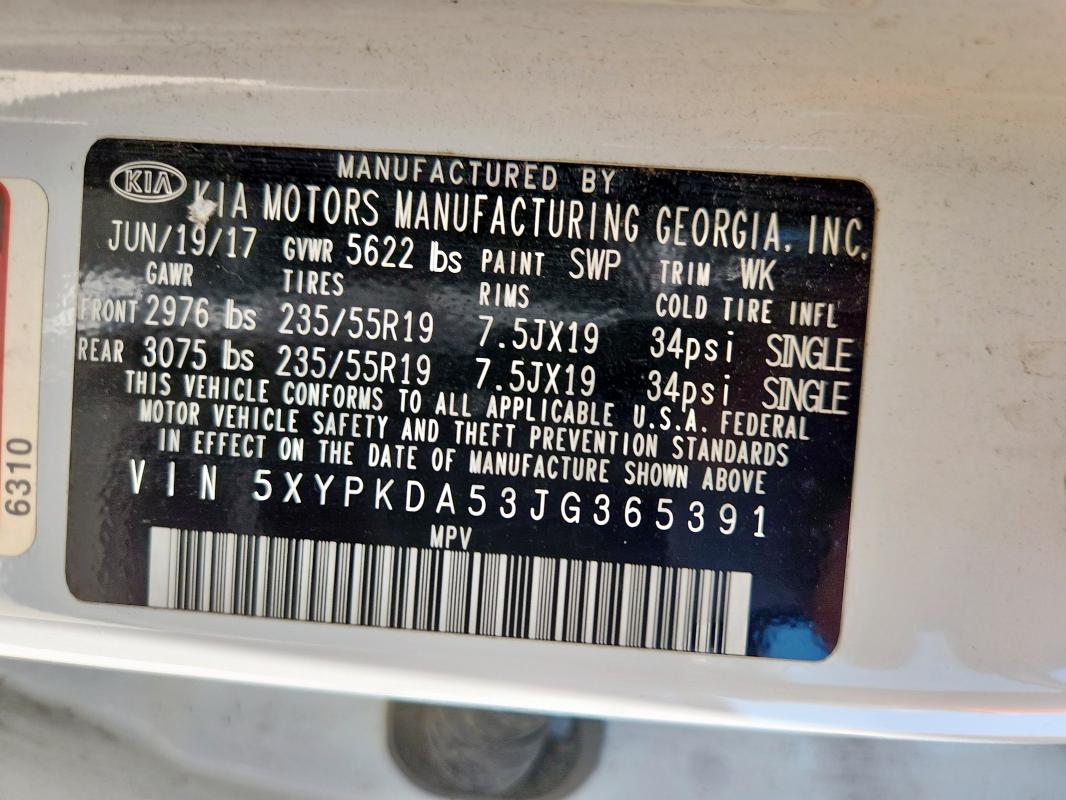 KIA
MANUFACTURED BY
KIA MOTORS MANUFACTURING GEORGIA, INC.
JUN/19/17 GVWR 5622 lbs PAINT SWP TRIM WK
GAWR TIRES RIMS COLD TIRE INFL
FRONT 2976 lbs 235/55R19 7.5JX19 34psi SINGLE
REAR 3075 lbs 235/55R19 7.5JX19 34psi SINGLE
THIS VEHICLE CONFORMS TO ALL APPLICABLE U.S.A. FEDERAL
MOTOR VEHICLE SAFETY AND THEFT PREVENTION STANDARDS
IN EFFECT ON THE DATE OF MANUFACTURE SHOWN ABOVE
VIN 5XYPKDA53JG365391
MPV
6310